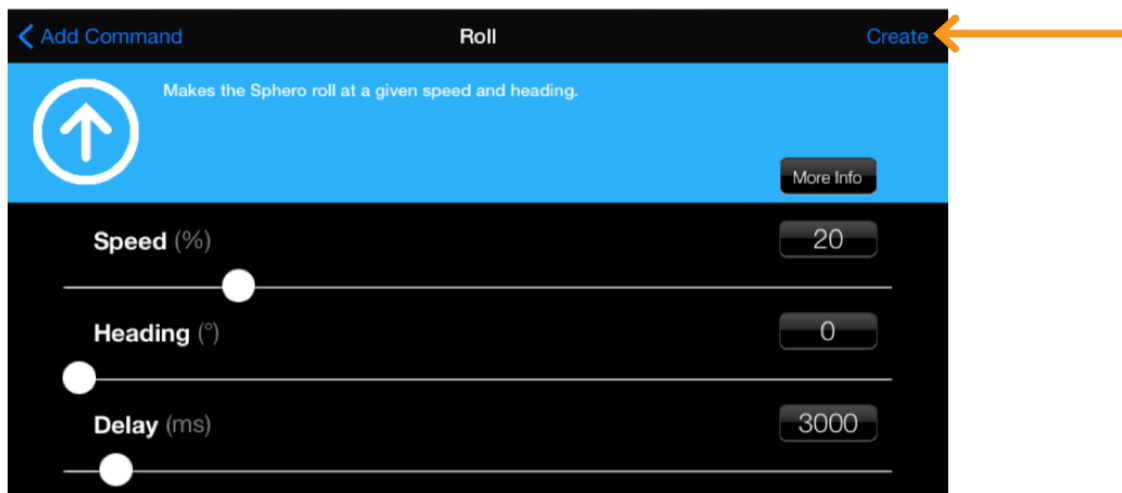 Add Command Roll Create
Makes the Sphero roll at a given speed and heading.
More Info
Speed (%) 20
Heading (°) 0
Delay (ms) 3000